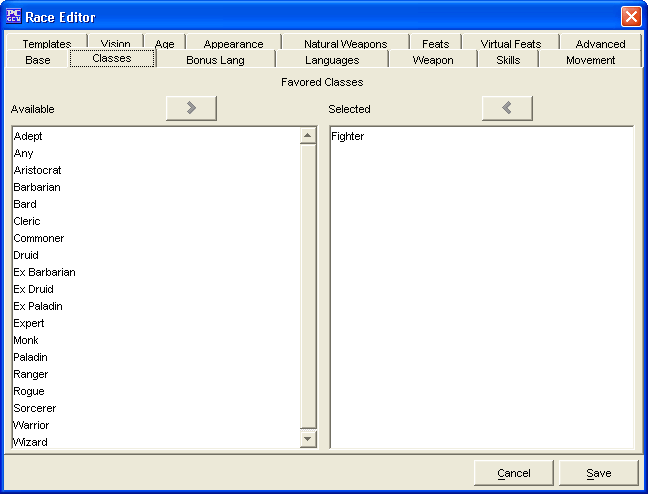 PC GEN Race Editor
Templates Vision Age Appearance Natural Weapons Feats Virtual Feats Advanced
Base Classes Bonus Lang Languages Weapon Skills Movement
Favored Classes
Available > Selected <
Adept
Any
Aristocrat
Barbarian
Bard
Cleric
Commoner
Druid
Ex Barbarian
Ex Druid
Ex Paladin
Expert
Monk
Paladin
Ranger
Rogue
Sorcerer
Warrior
Wizard
Fighter
Cancel Save